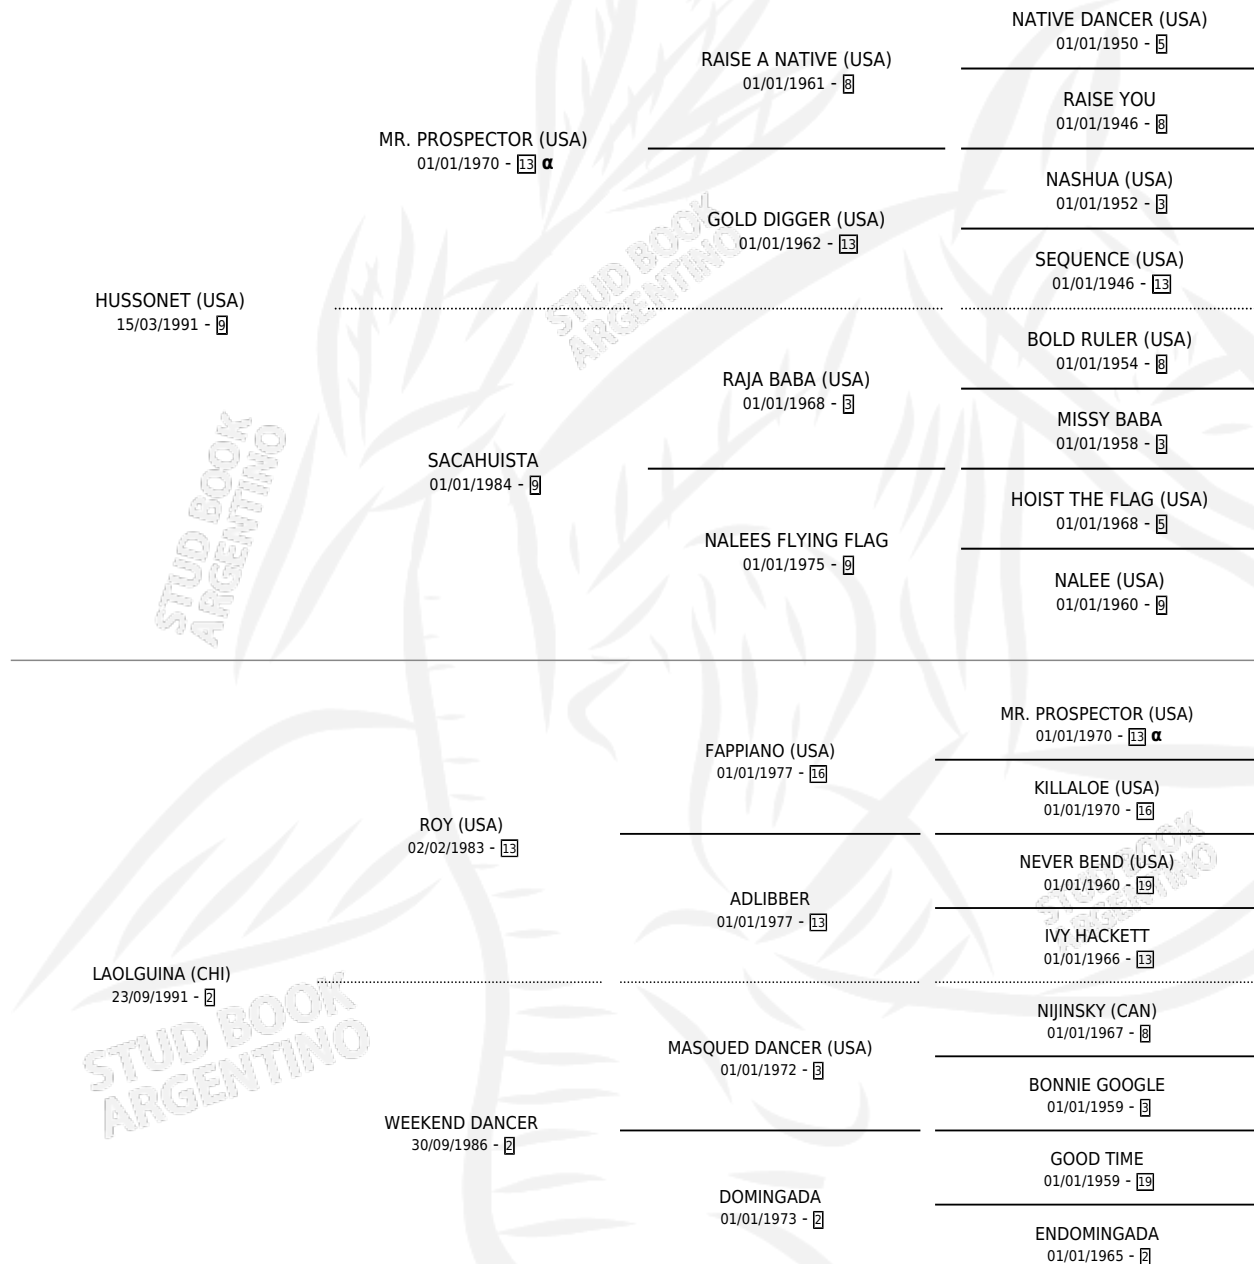 NATIVE DANCER (USA)
01/01/1950 - 5
RAISE A NATIVE (USA)
01/01/1961 - 8
RAISE YOU
01/01/1946 - 8
MR. PROSPECTOR (USA)
01/01/1970 - 13 α
NASHUA (USA)
01/01/1952 - 3
GOLD DIGGER (USA)
01/01/1962 - 13
SEQUENCE (USA)
01/01/1946 - 13
HUSSONET (USA)
15/03/1991 - 9
BOLD RULER (USA)
01/01/1954 - 8
RAJA BABA (USA)
01/01/1968 - 3
MISSY BABA
01/01/1958 - 3
SACAHUISTA
01/01/1984 - 9
HOIST THE FLAG (USA)
01/01/1968 - 5
NALEES FLYING FLAG
01/01/1975 - 9
NALEE (USA)
01/01/1960 - 9
MR. PROSPECTOR (USA)
01/01/1970 - 13 α
FAPPIANO (USA)
01/01/1977 - 16
KILLALOE (USA)
01/01/1970 - 16
ROY (USA)
02/02/1983 - 13
NEVER BEND (USA)
01/01/1960 - 19
ADLIBBER
01/01/1977 - 13
IVY HACKETT
01/01/1966 - 13
LAOLGUINA (CHI)
23/09/1991 - 2
NIJINSKY (CAN)
01/01/1967 - 8
MASQUED DANCER (USA)
01/01/1972 - 3
BONNIE GOOGLE
01/01/1959 - 3
WEEKEND DANCER
30/09/1986 - 2
GOOD TIME
01/01/1959 - 19
DOMINGADA
01/01/1973 - 2
ENDOMINGADA
01/01/1965 - 2
STUD BOOK
ARGENTINO
STUD BOOK
ARGENTINO
STUD BOOK
ARGENTINO
STUD BOOK
ARGENTINO